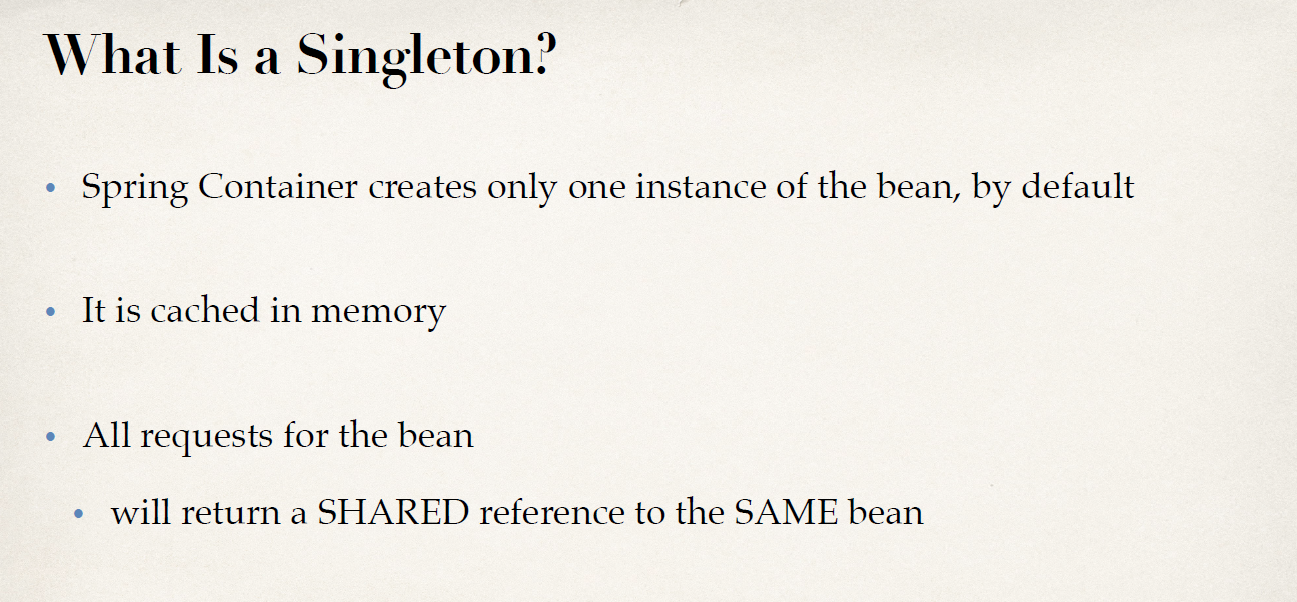 What Is a Singleton?
• Spring Container creates only one instance of the bean, by default
• It is cached in memory
• All requests for the bean
• will return a SHARED reference to the SAME bean